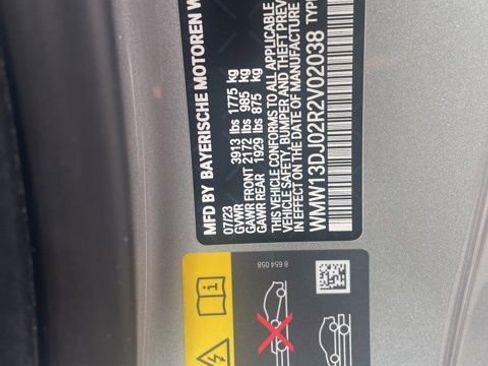 MFD BY BAYERISCHE MOTOREN W
07/23
GVWR 3913 lbs 1775 kg
GAWR FRONT 2172 lbs 985 kg
GAWR REAR 1929 lbs 875 kg
THIS VEHICLE CONFORMS TO ALL APPLICABLE
VEHICLE SAFETY, BUMPER AND THEFT PREV
IN EFFECT ON THE DATE OF MANUFACTURE
WMW13DJ02R2V02038 TYP
8 654 058